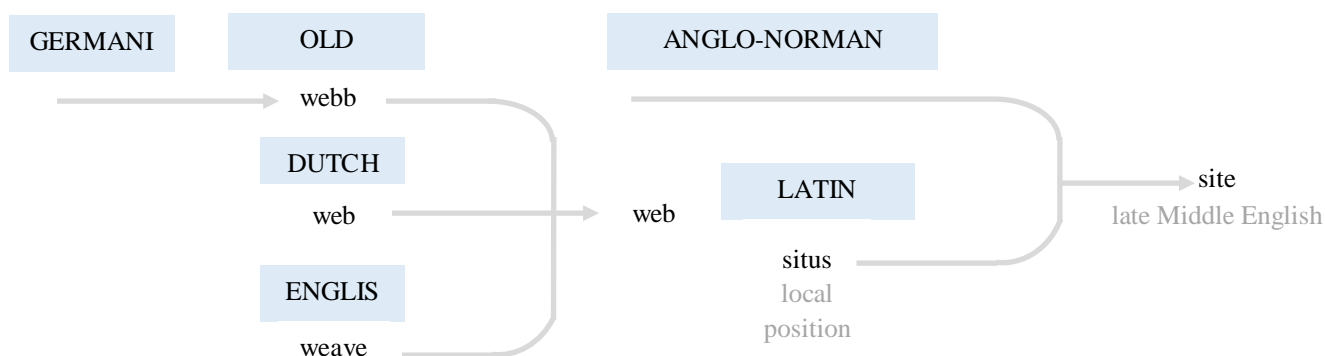 GERMANI
OLD
ANGLO-NORMAN
webb
DUTCH
LATIN
site
web
web
late Middle English
situs
ENGLIS
local
position
weave